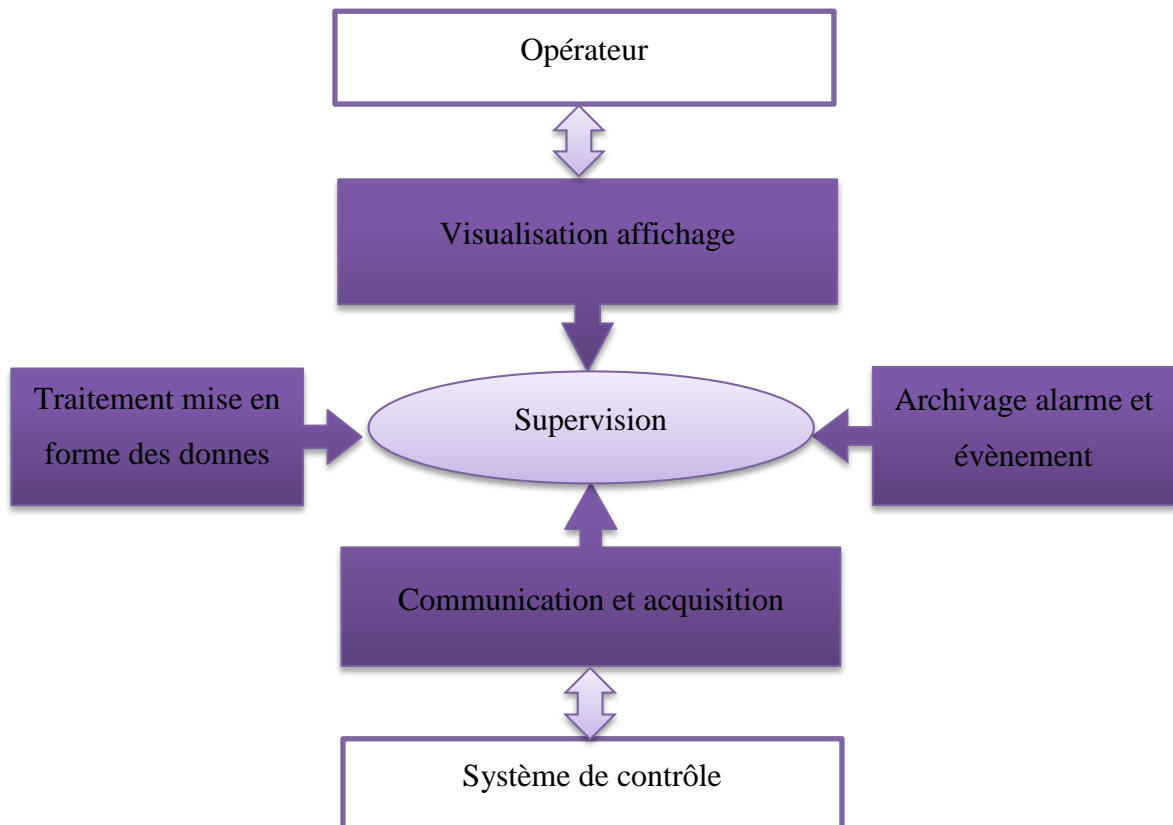 Opérateur
Visualisation affichage
Traitement mise en
forme des donnes
Supervision
Archivage alarme et
évènement
Communication et acquisition
Système de contrôle